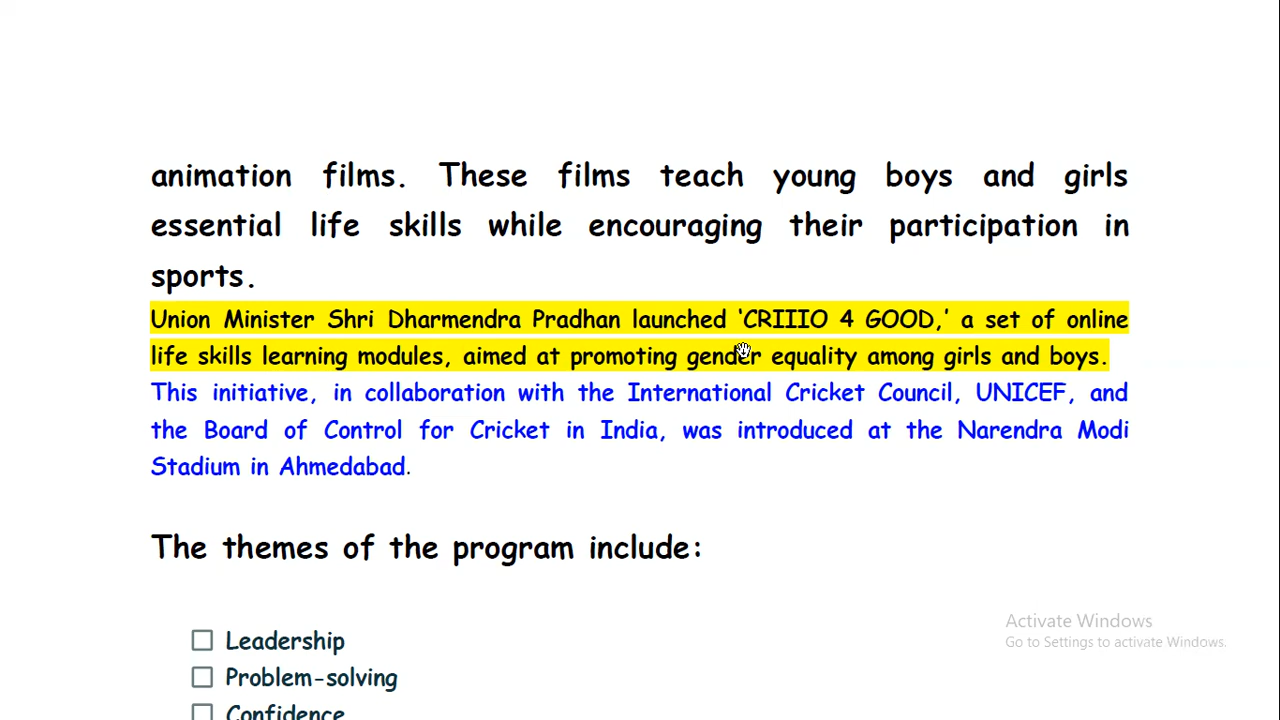 animation films. These films teach young boys and girls
essential life skills while encouraging their participation in
sports.
Union Minister Shri Dharmendra Pradhan launched ‘CRIIIO 4 GOOD,’ a set of online
life skills learning modules, aimed at promoting gender equality among girls and boys.
This initiative, in collaboration with the International Cricket Council, UNICEF, and
the Board of Control for Cricket in India, was introduced at the Narendra Modi
Stadium in Ahmedabad.
The themes of the program include:
Leadership
Problem-solving
Confidence
Activate Windows
Go to Settings to activate Windows.